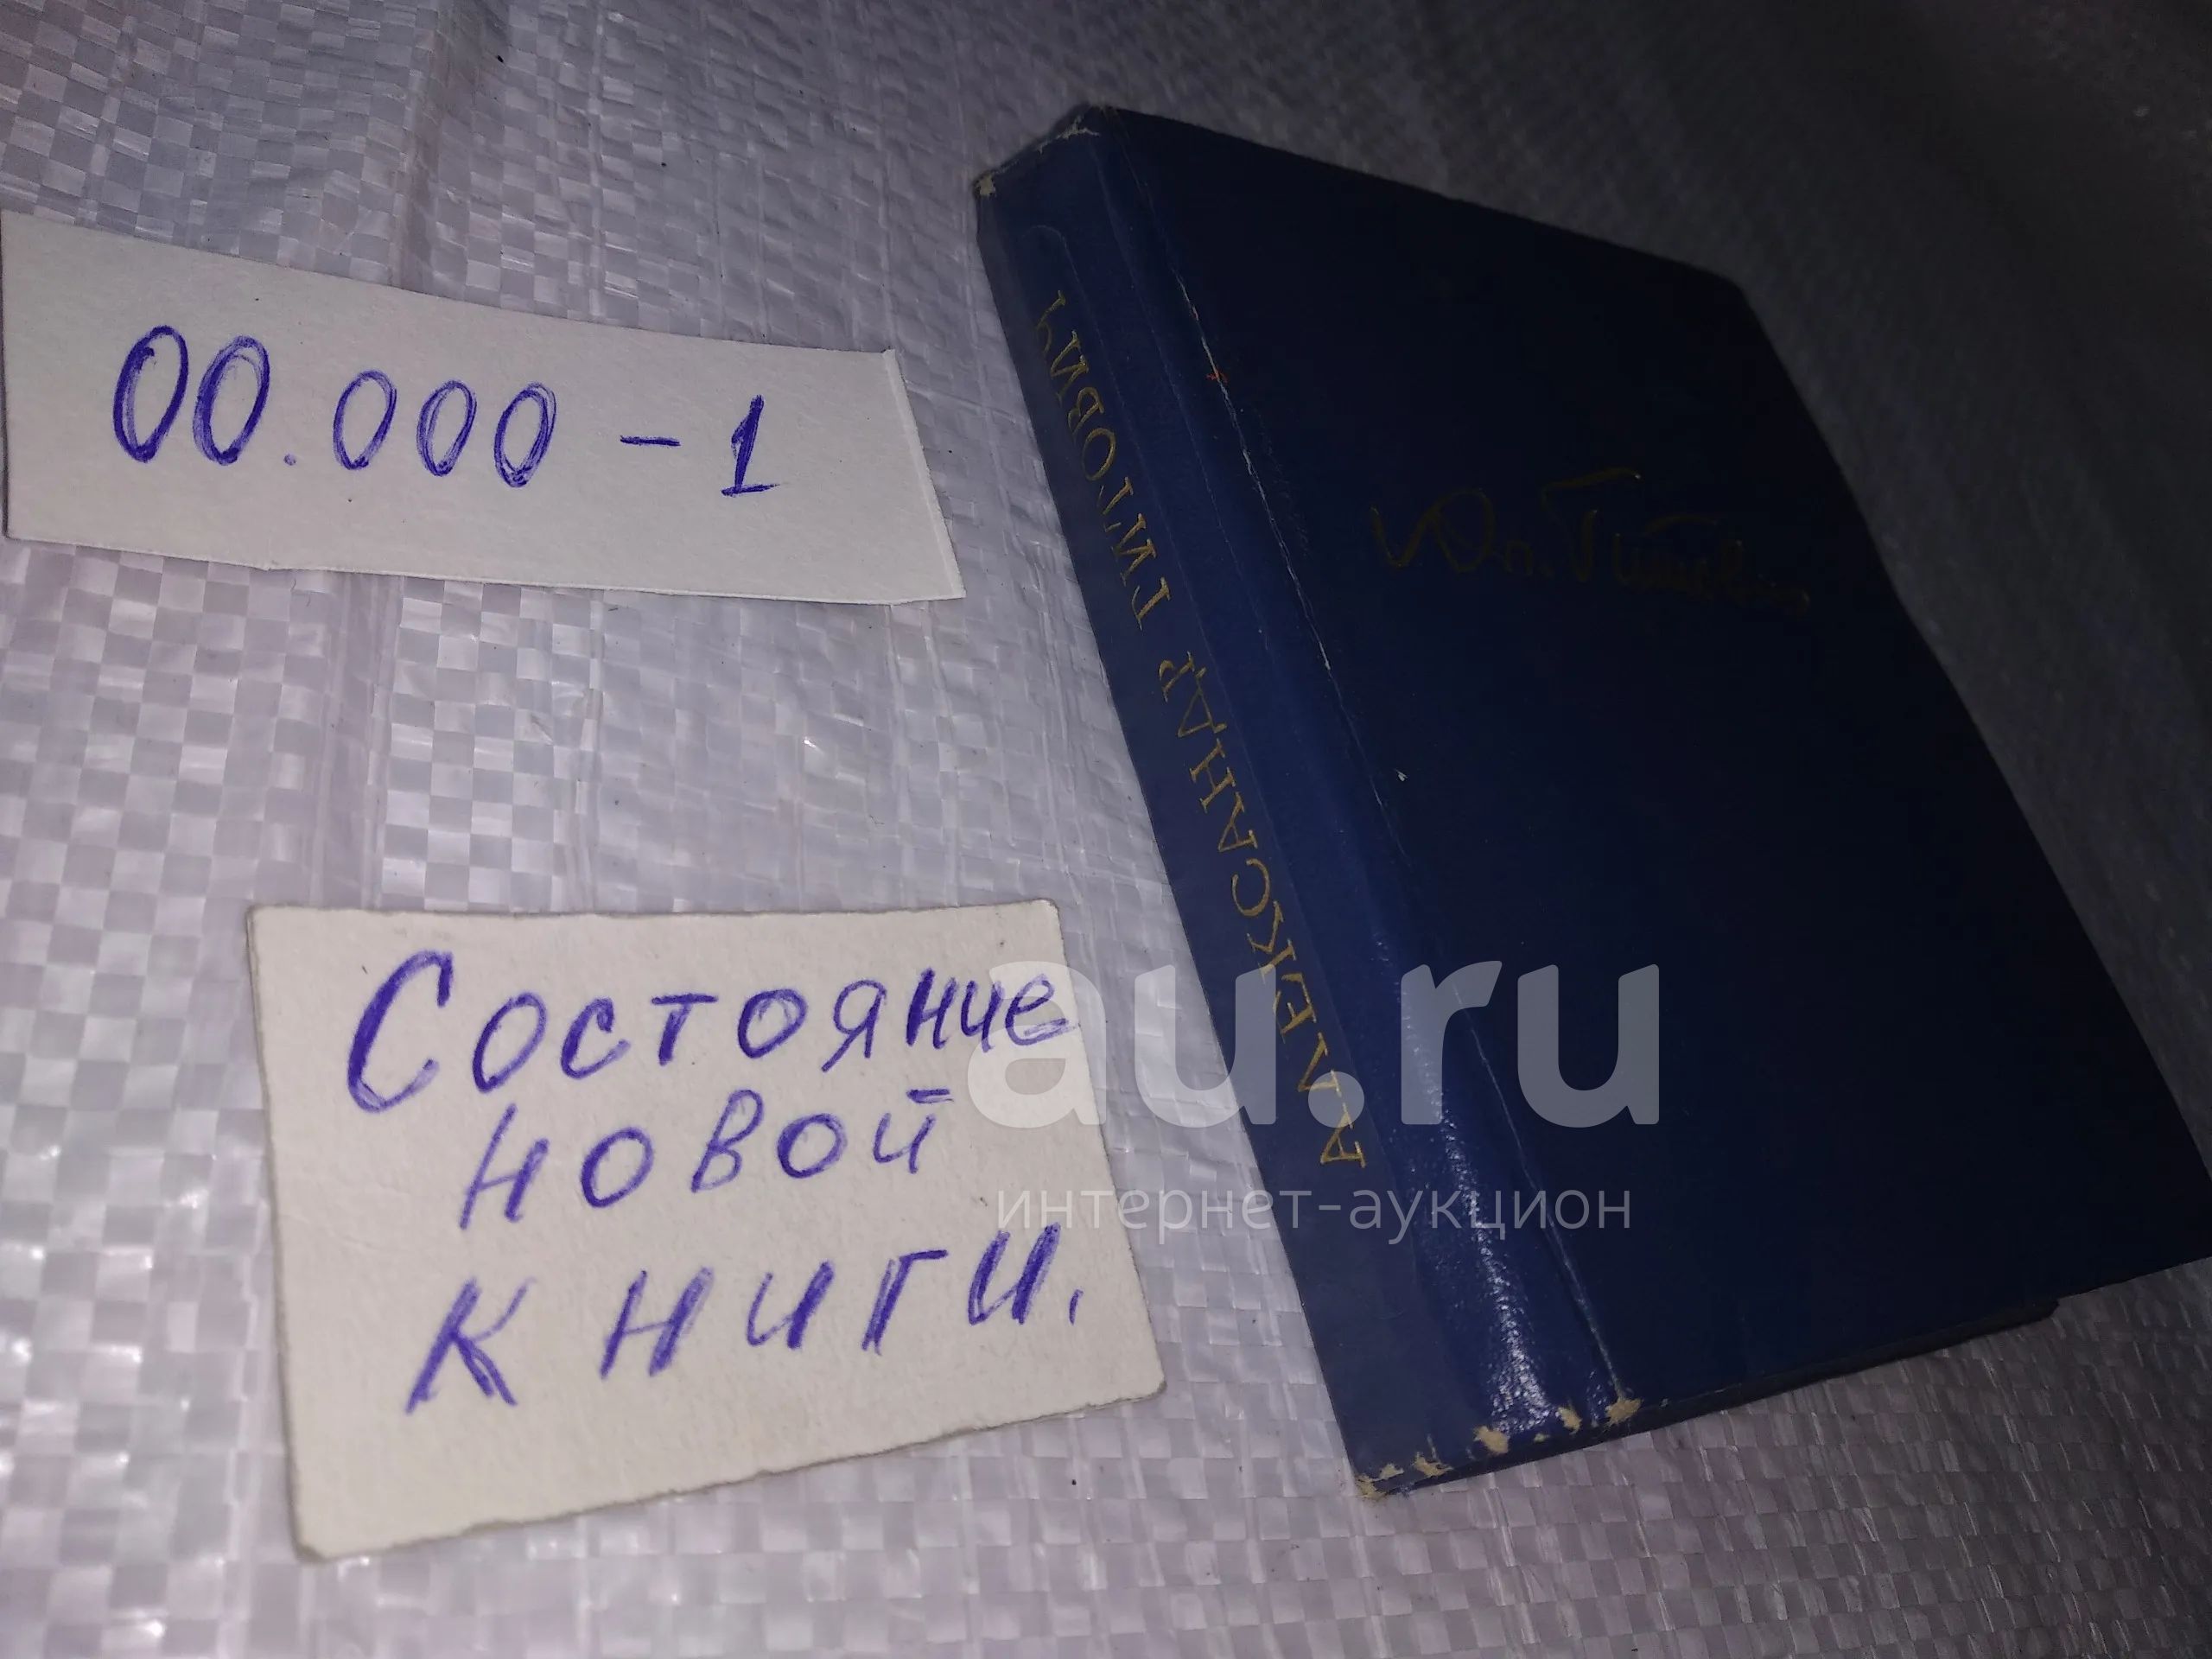 00.000-1
Состояние
новой
книги.
АЛЕКСАНДР ГИТОВИЧ
au.ru
интернет-аукцион